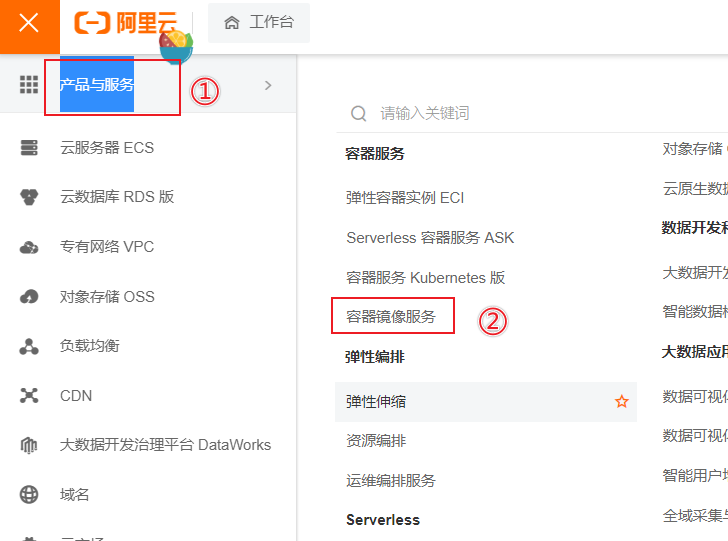 阿里云
工作台
产品与服务
①
云服务器 ECS
云数据库 RDS 版
专有网络 VPC
对象存储 OSS
负载均衡
CDN
大数据开发治理平台 DataWorks
域名
请输入关键词
容器服务
弹性容器实例 ECI
Serverless 容器服务 ASK
容器服务 Kubernetes 版
容器镜像服务
②
弹性编排
弹性伸缩
资源编排
运维编排服务
Serverless
对象存储
云原生数
数据开发和
大数据开发
智能数据
大数据应用
数据可视化
数据可视化
智能用户
全域采集与